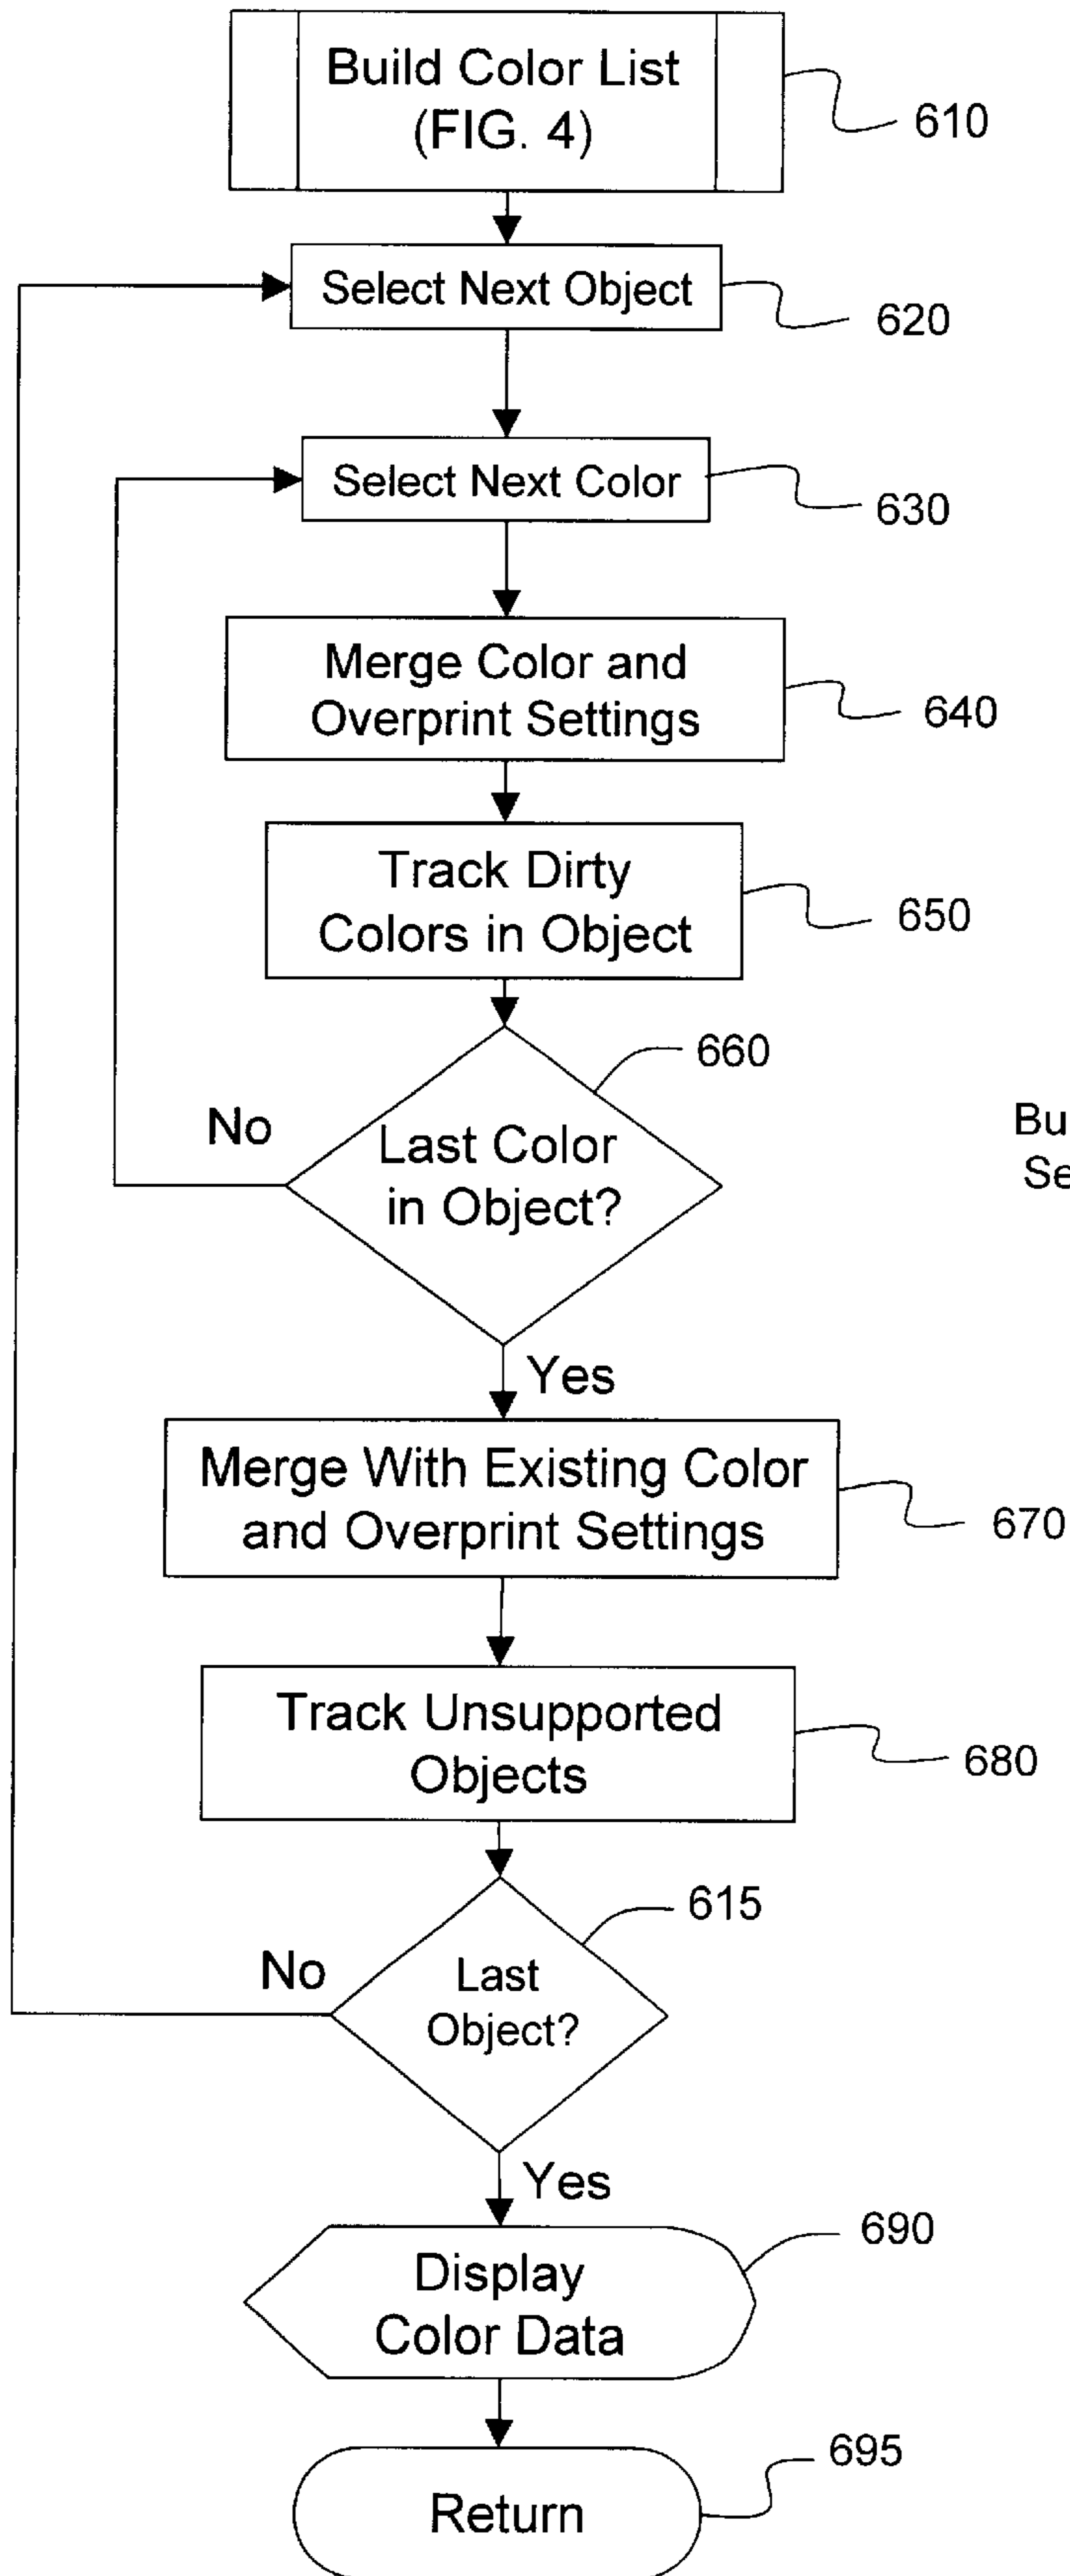 Build Color List
(FIG. 4)
610
Select Next Object
620
Select Next Color
630
Merge Color and
Overprint Settings
640
Track Dirty
Colors in Object
650
660
No
Last Color
in Object?
Yes
Merge With Existing Color
and Overprint Settings
670
Track Unsupported
Objects
680
615
No
Last
Object?
Yes
690
Display
Color Data
695
Return